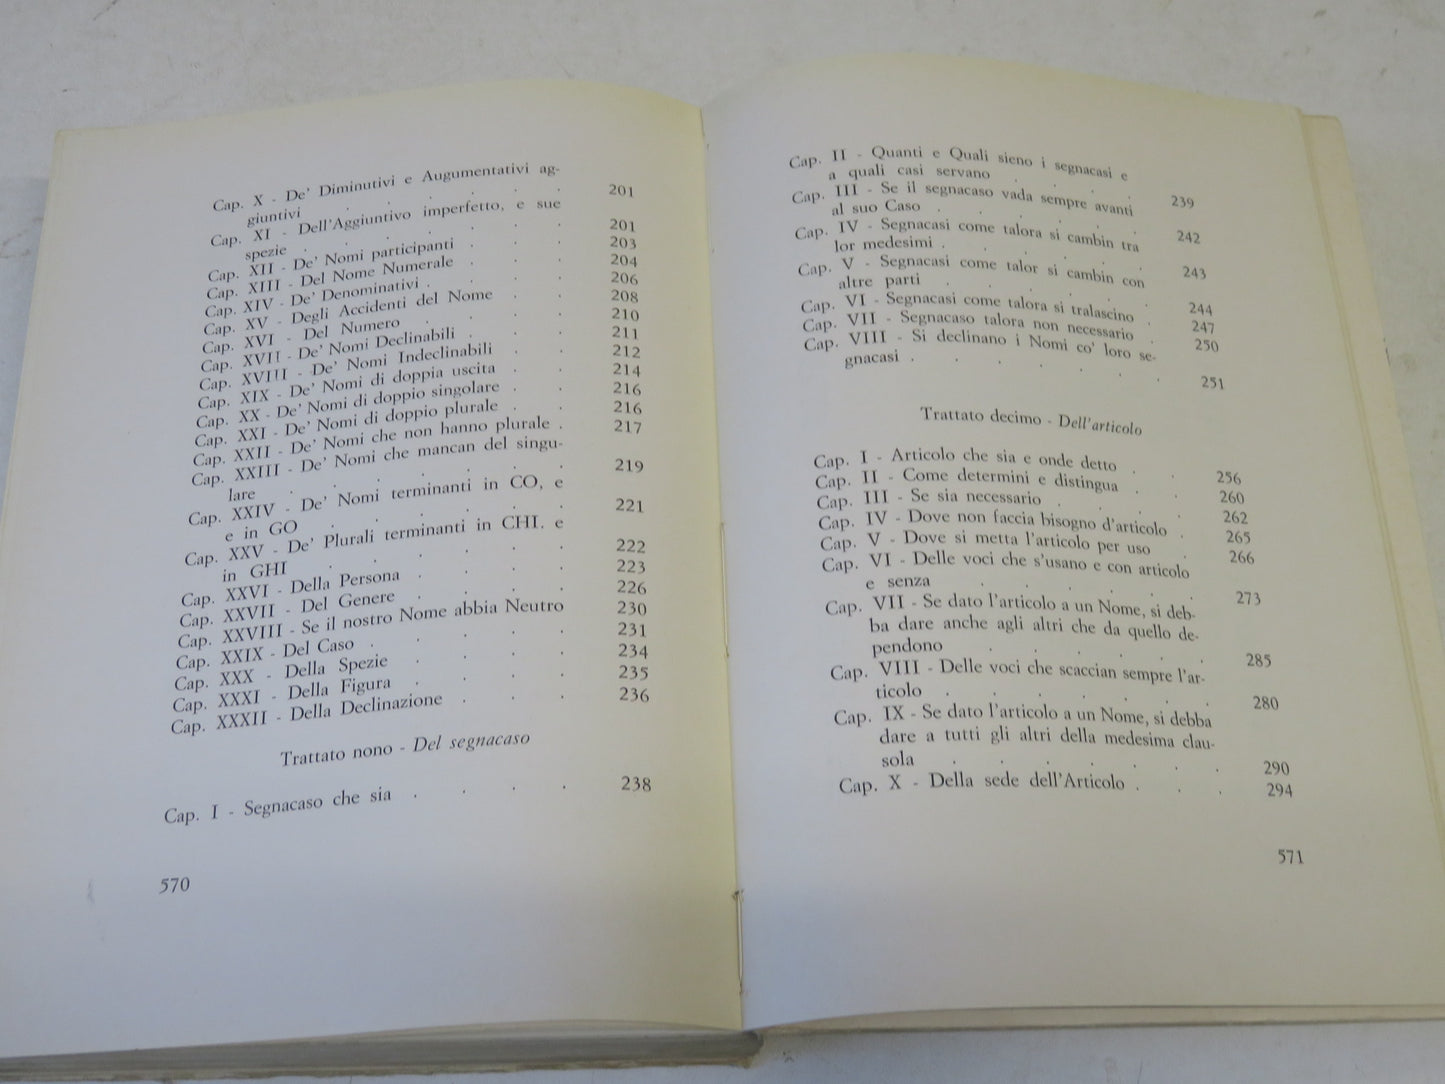 Cap. X - De' Diminutivi e Augumentativi ag-
giuntivi . . . . . 201
Cap. XI - Dell'Aggiuntivo imperfetto, e sue
spezie . . . . . . 201
Cap. XII - De' Nomi participanti . . . 203
Cap. XIII - Del Nome Numerale . . . 204
Cap. XIV - De' Denominativi . . . . 206
Cap. XV - Degli Accidenti del Nome . . 208
Cap. XVI - Del Numero . . . . 210
Cap. XVII - De' Nomi Declinabili . . . 211
Cap. XVIII - De' Nomi Indeclinabili . . 212
Cap. XIX - De' Nomi di doppia uscita . . 214
Cap. XX - De' Nomi di doppio singolare . . 216
Cap. XXI - De' Nomi di doppio plurale . . 216
Cap. XXII - De' Nomi che non hanno plurale . 217
Cap. XXIII - De' Nomi che mancan del singu-
lare . . . . . . 219
Cap. XXIV - De' Nomi terminanti in CO, e
e in GO . . . . . 221
Cap. XXV - De' Plurali terminanti in CHI, e
in GHI . . . . . . 222
Cap. XXVI - Della Persona . . . . 223
Cap. XXVII - Del Genere . . . . 226
Cap. XXVIII - Se il nostro Nome abbia Neutro 230
Cap. XXIX - Del Caso . . . . . 231
Cap. XXX - Della Spezie . . . . 234
Cap. XXXI - Della Figura . . . . 235
Cap. XXXII - Della Declinazione . . . 236
Trattato nono - Del segnacaso
Cap. I - Segnacaso che sia . . . . 238
570
Cap. II - Quanti e Quali sieno i segnacasi e
a quali casi servano . . . . 239
Cap. III - Se il segnacaso vada sempre avanti
al suo Caso . . . . . . 242
Cap. IV - Segnacasi come talora si cambin tra
lor medesimi . . . . . . 243
Cap. V - Segnacasi come talor si cambin con
altre parti . . . . . . 244
Cap. VI - Segnacasi come talora si tralascino . 247
Cap. VII - Segnacaso talora non necessario . 250
Cap. VIII - Si declinano i Nomi co' loro se-
gnacasi . . . . . . . 251
Trattato decimo - Dell'articolo
Cap. I - Articolo che sia e onde detto . . 256
Cap. II - Come determini e distingua . . 260
Cap. III - Se sia necessario . . . . 262
Cap. IV - Dove non faccia bisogno d'articolo . 265
Cap. V - Dove si metta l'articolo per uso . 266
Cap. VI - Delle voci che s'usano e con articolo
e senza . . . . . . 273
Cap. VII - Se dato l'articolo a un Nome, si deb-
ba dare anche agli altri che da quello de-
pendono . . . . . . 285
Cap. VIII - Delle voci che scaccian sempre l'ar-
ticolo . . . . . . . 280
Cap. IX - Se dato l'articolo a un Nome, si debba
dare a tutti gli altri della medesima clau-
sola . . . . . . . 290
Cap. X - Della sede dell'Articolo . . . 294
571